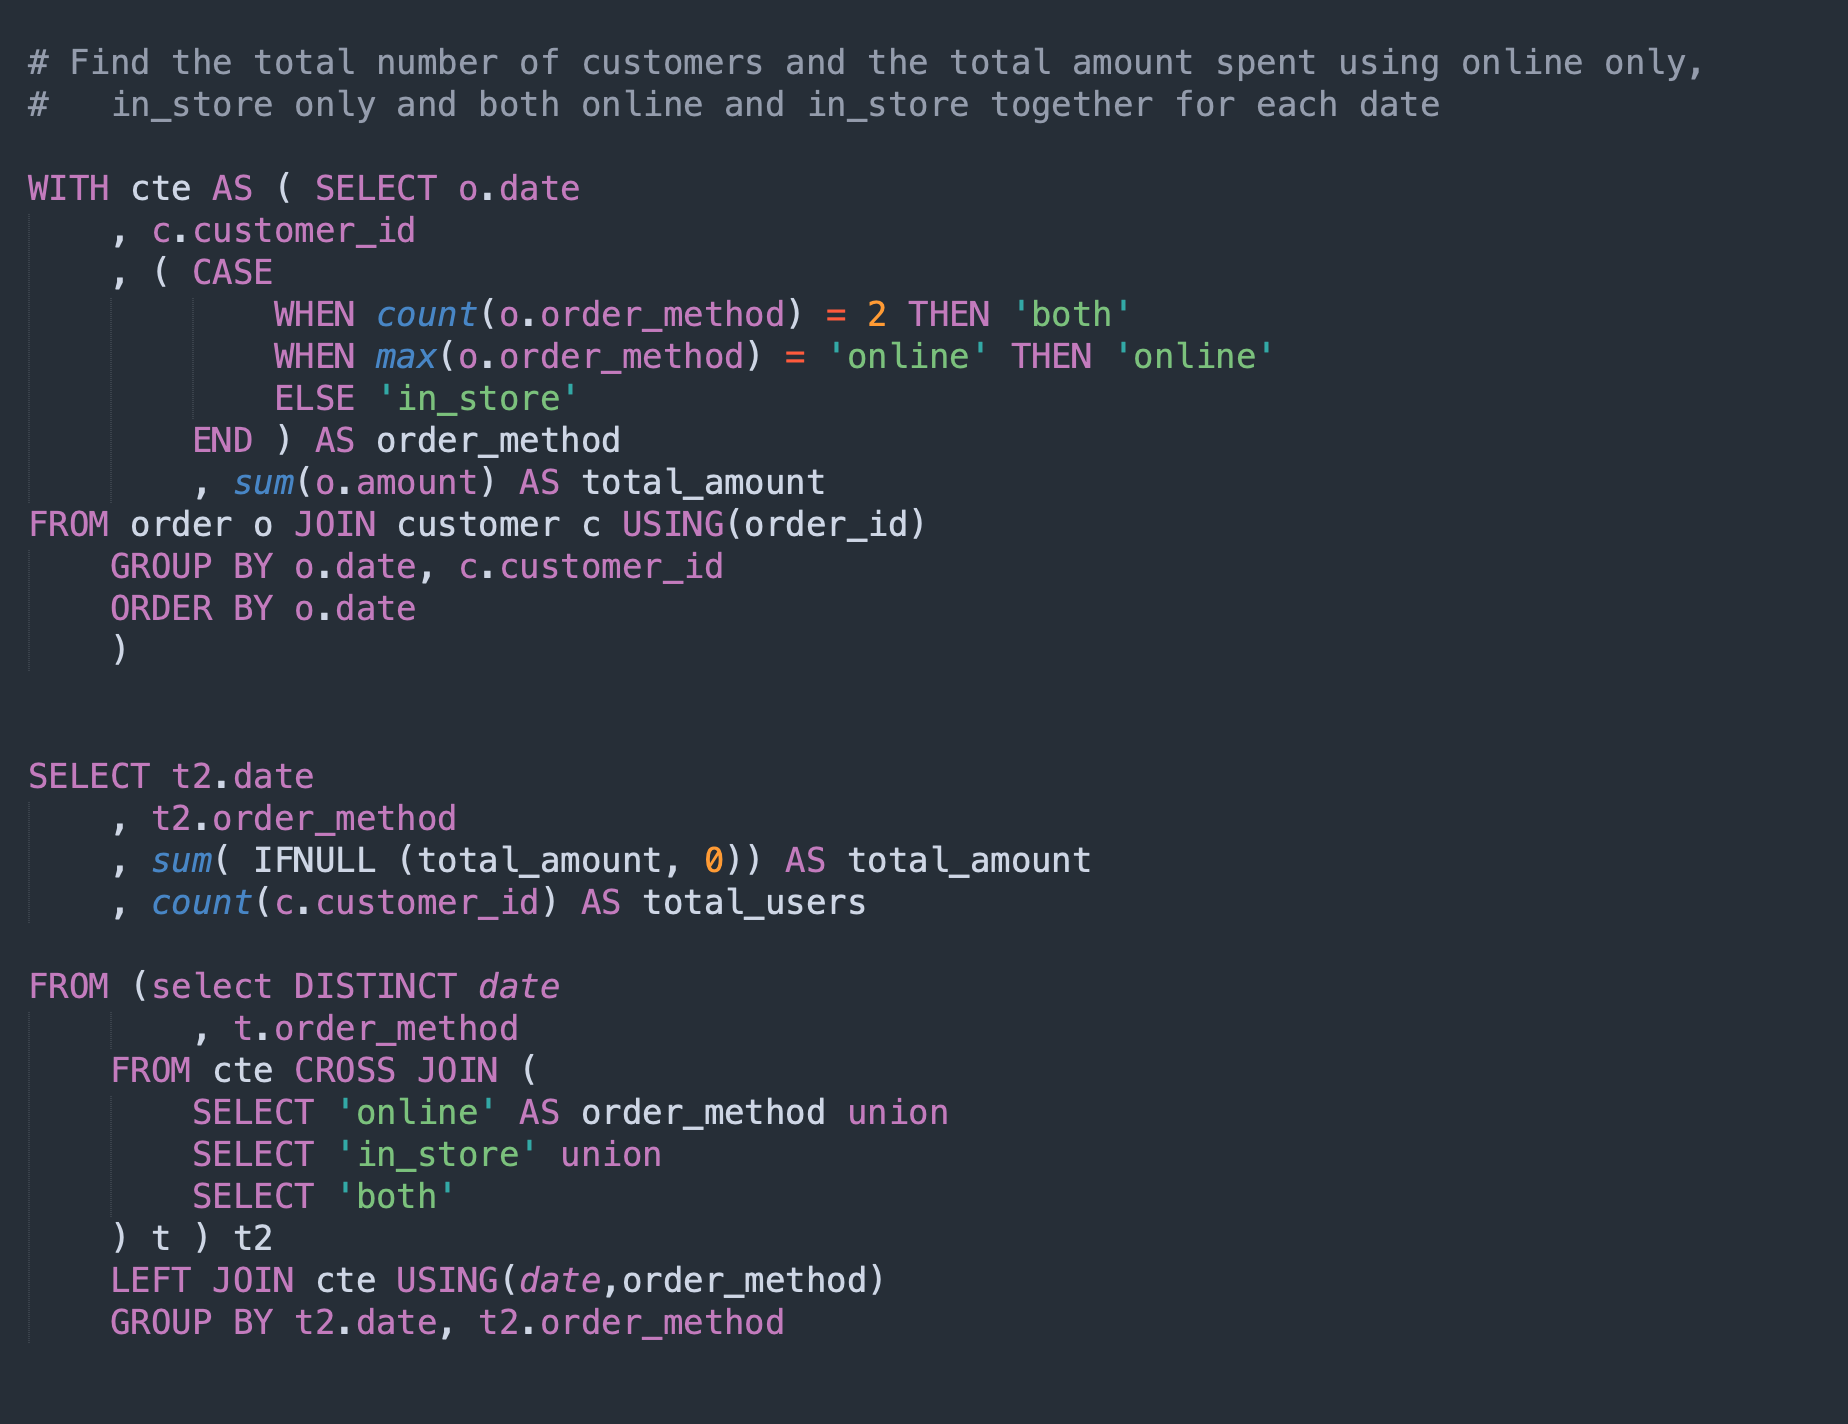 # Find the total number of customers and the total amount spent using online only,
#   in_store only and both online and in_store together for each date
WITH cte AS ( SELECT o.date
    , c.customer_id
    , ( CASE
            WHEN count(o.order_method) = 2 THEN 'both'
            WHEN max(o.order_method) = 'online' THEN 'online'
            ELSE 'in_store'
        END ) AS order_method
        , sum(o.amount) AS total_amount
FROM order o JOIN customer c USING(order_id)
    GROUP BY o.date, c.customer_id
    ORDER BY o.date
    )
SELECT t2.date
    , t2.order_method
    , sum( IFNULL (total_amount, 0)) AS total_amount
    , count(c.customer_id) AS total_users
FROM (select DISTINCT date
        , t.order_method
    FROM cte CROSS JOIN (
        SELECT 'online' AS order_method union
        SELECT 'in_store' union
        SELECT 'both'
    ) t ) t2
    LEFT JOIN cte USING(date,order_method)
    GROUP BY t2.date, t2.order_method